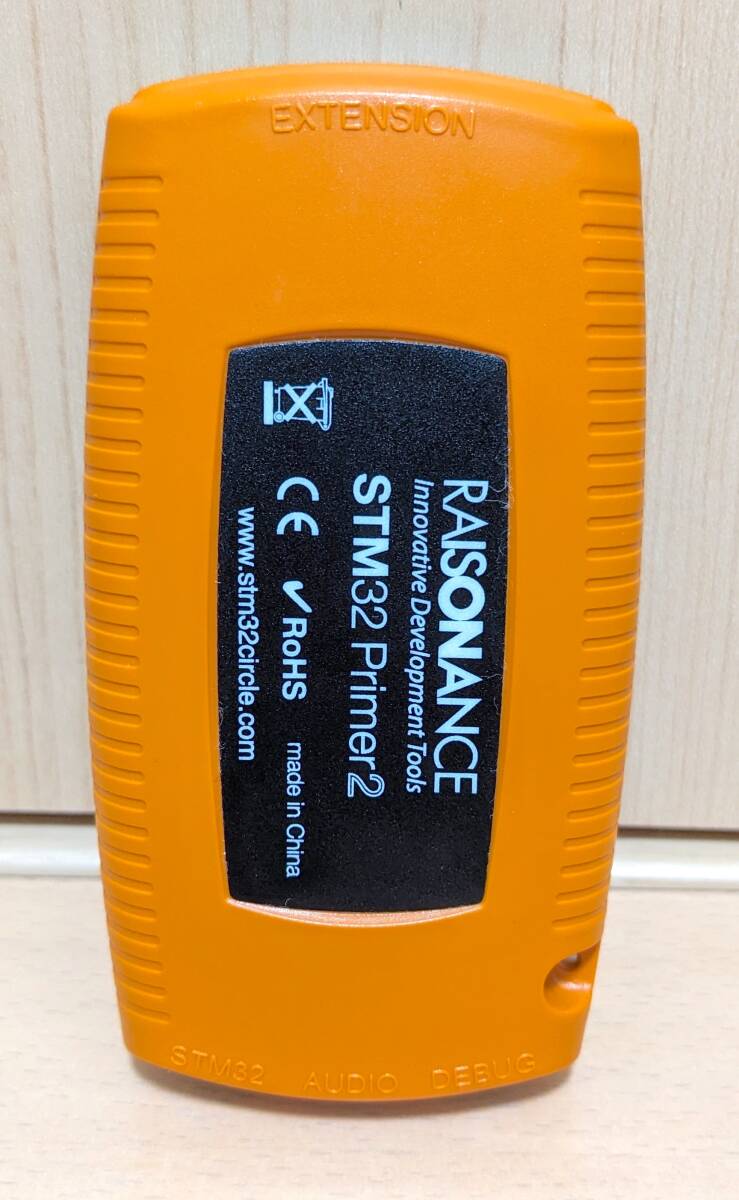 EXTENSION
RAISONANCE
Innovative Development Tools
STM32 Primer2
CE ✓RoHS made in China
www.stm32circle.com
STM32 AUDIO DEBUG